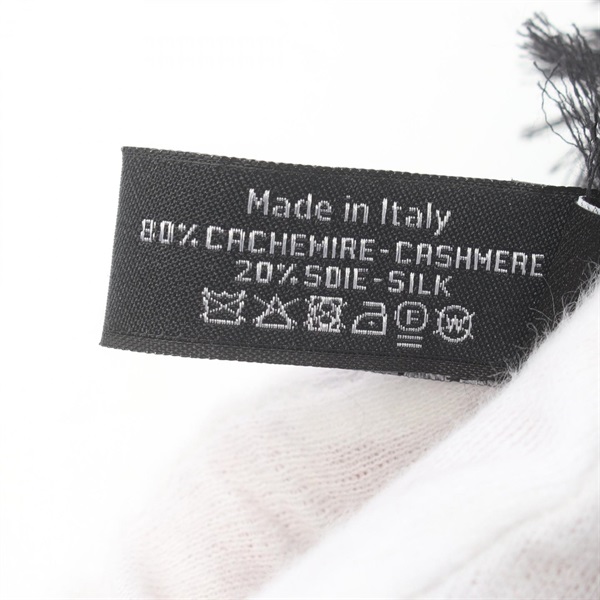 Made in Italy
80% CACHEMIRE - CASHMERE
20% SOIE - SILK
F W